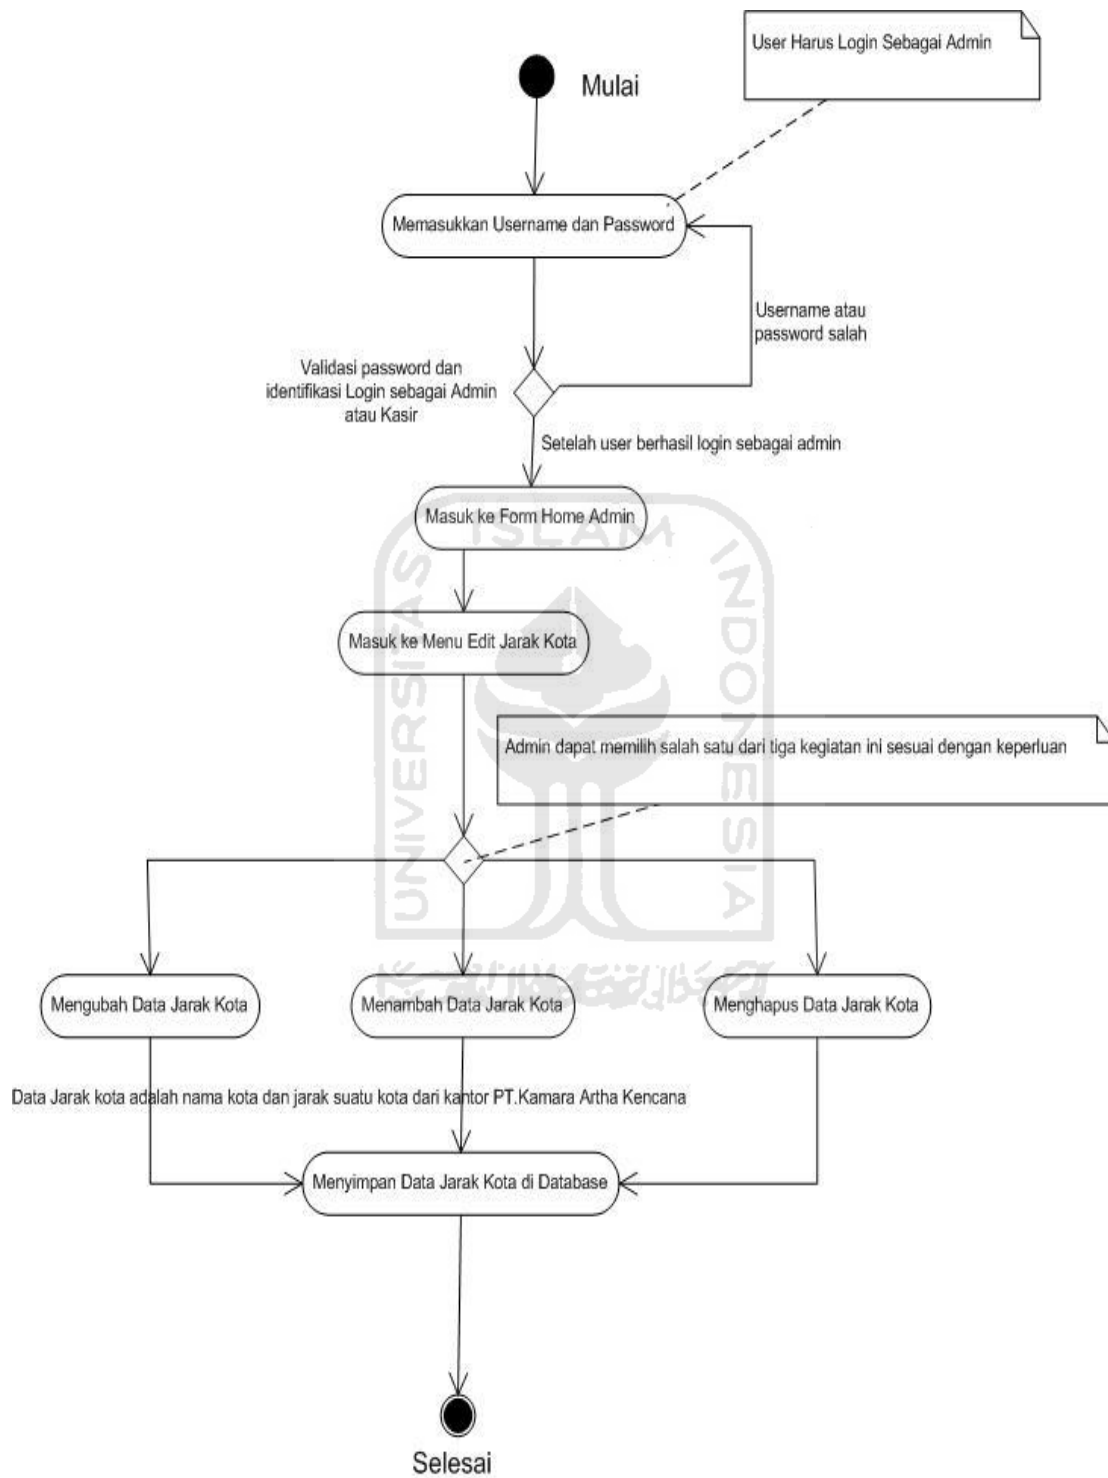 User Harus Login Sebagai Admin
Mulai
Memasukkan Username dan Password
Username atau
password salah
Validasi password dan
identifikasi Login sebagai Admin
atau Kasir
Setelah user berhasil login sebagai admin
Masuk ke Form Home Admin
UNIVERSITAS ISLAM INDONESIA
Masuk ke Menu Edit Jarak Kota
Admin dapat memilih salah satu dari tiga kegiatan ini sesuai dengan keperluan
Mengubah Data Jarak Kota
Menambah Data Jarak Kota
Menghapus Data Jarak Kota
Data Jarak kota adalah nama kota dan jarak suatu kota dari kantor PT.Kamara Artha Kencana
Menyimpan Data Jarak Kota di Database
Selesai